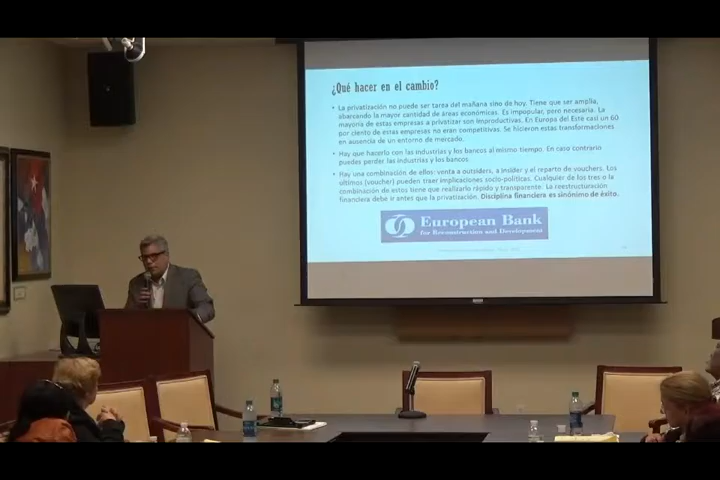 ¿Qué hacer en el cambio?
• La privatización no puede ser tarea del mañana sino de hoy. Tiene que ser amplia,
abarcando la mayor cantidad de áreas económicas. Es impopular, pero necesaria. La
mayoría de estas empresas a privatizar son improductivas. En Europa del Este casi un 60
por ciento de estas empresas no eran competitivas. Se hicieron estas transformaciones
en ausencia de un entorno de mercado.
• Hay que hacerlo con las industrias y los bancos al mismo tiempo. En caso contrario
puedes perder las industrias y los bancos.
• Hay una combinación de ellos: venta a outsiders, a insider y el reparto de vouchers. Los
últimos (voucher) pueden traer implicaciones socio-políticas. Cualquier de los tres o la
combinación de estos tiene que realizarlo rápido y transparente. La reestructuración
financiera debe ir antes que la privatización. Disciplina financiera es sinónimo de éxito.
European Bank
for Reconstruction and Development